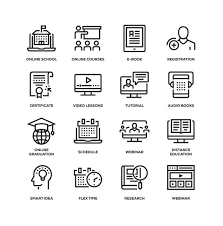 ONLINE SCHOOL
ONLINE COURSES
E-BOOK
REGISTRATION
CERTIFICATE
VIDEO LESSONS
TUTORIAL
AUDIO BOOKS
ONLINE
GRADUATION
SCHEDULE
WEBINAR
DISTANCE
EDUCATION
SMART IDEA
FLEX TIME
RESEARCH
WEBINAR